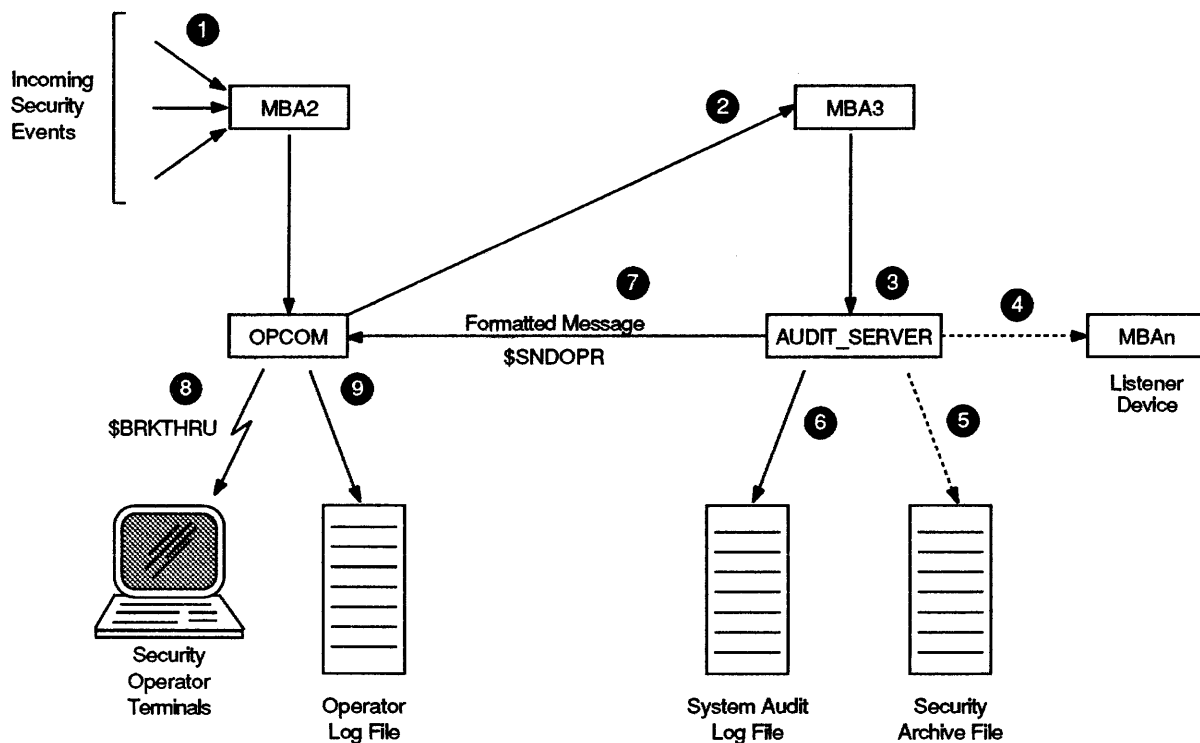 1
Incoming
Security
Events
MBA2
2
MBA3
7
3
4
Formatted Message
$SNDOPR
OPCOM
AUDIT_SERVER
MBAn
Listener
Device
8
9
$BRKTHRU
6
5
Security
Operator
Terminals
Operator
Log File
System Audit
Log File
Security
Archive File